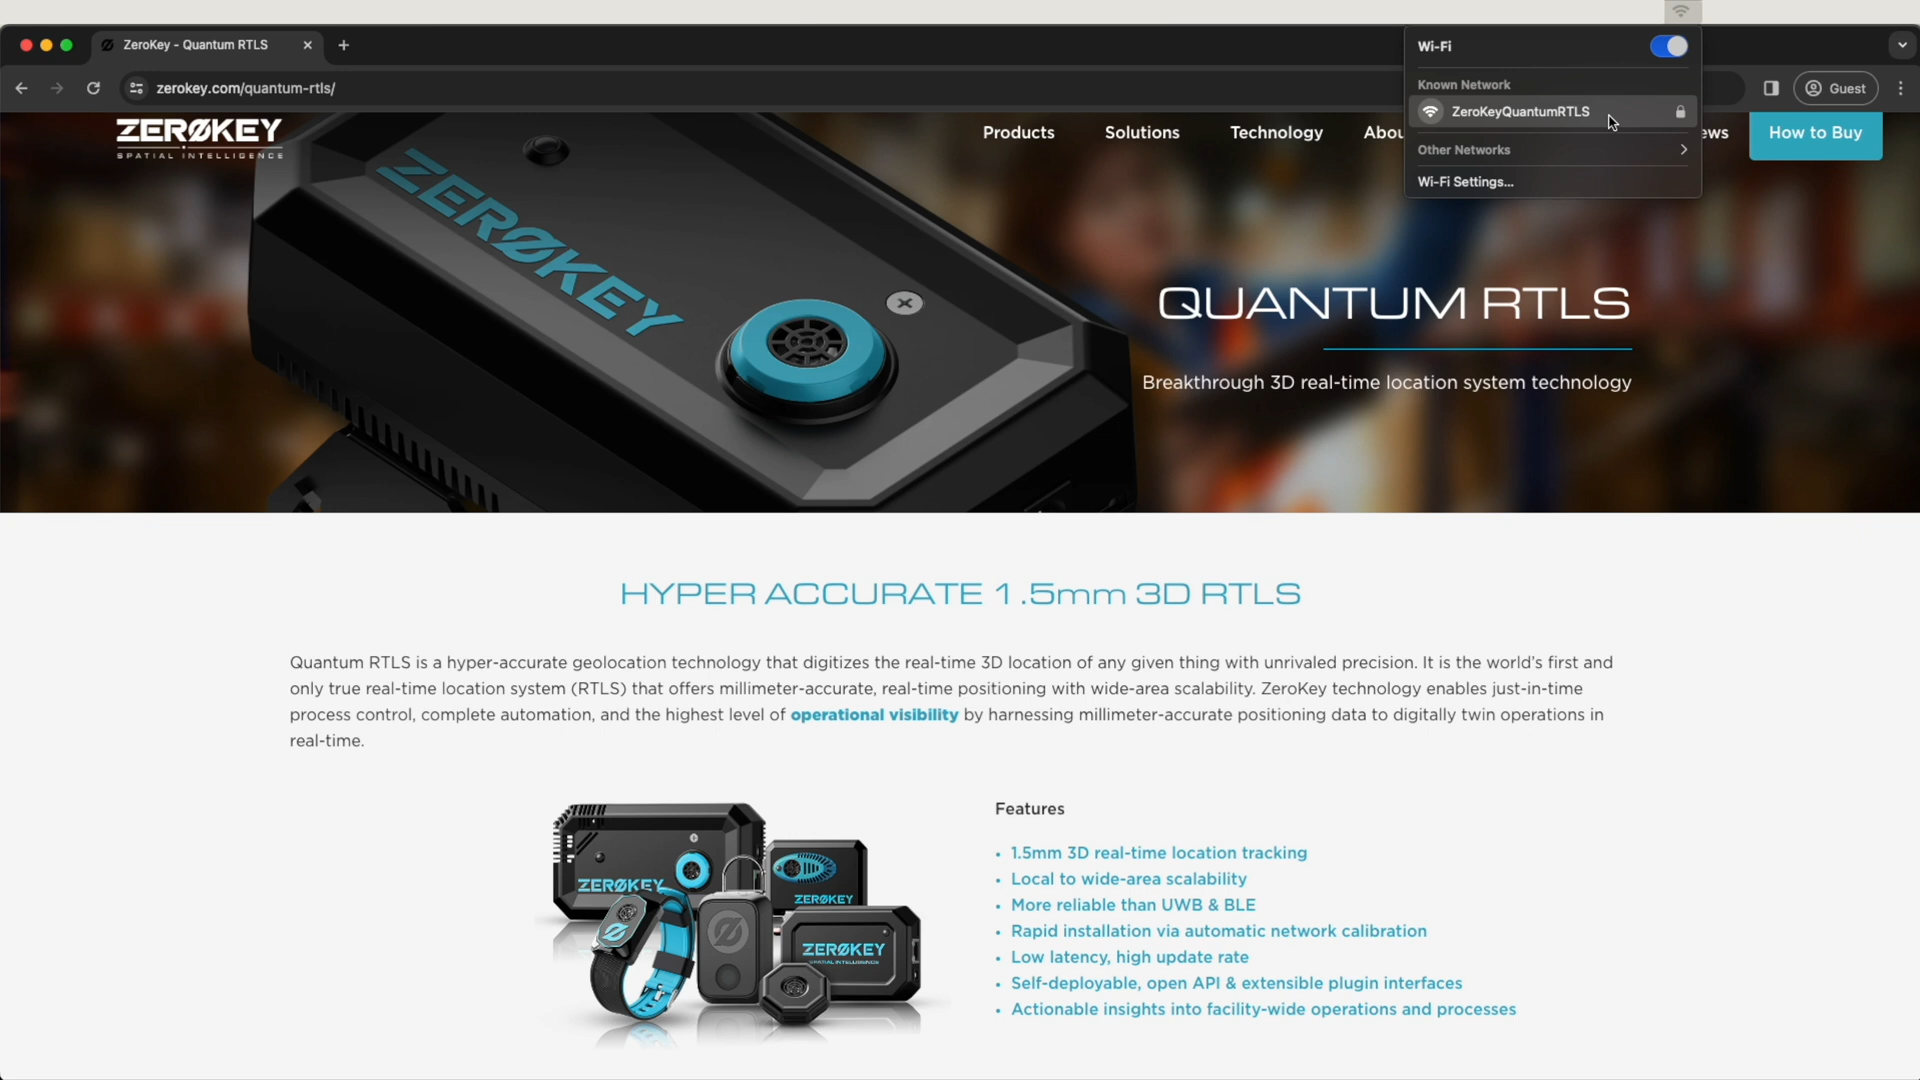 ZeroKey - Quantum RTLS
zerokey.com/quantum-rtls/
Guest
Wi-Fi
Known Network
ZeroKeyQuantumRTLS
Other Networks
Wi-Fi Settings...
ZERØKEY
SPATIAL INTELLIGENCE
Products
Solutions
Technology
Abou
ews
How to Buy
ZERØKEY
QUANTUM RTLS
Breakthrough 3D real-time location system technology
HYPER ACCURATE 1.5mm 3D RTLS
Quantum RTLS is a hyper-accurate geolocation technology that digitizes the real-time 3D location of any given thing with unrivaled precision. It is the world's first and
only true real-time location system (RTLS) that offers millimeter-accurate, real-time positioning with wide-area scalability. ZeroKey technology enables just-in-time
process control, complete automation, and the highest level of operational visibility by harnessing millimeter-accurate positioning data to digitally twin operations in
real-time.
ZERØKEY
ZERØKEY
ZERØKEY
SPATIAL INTELLIGENCE
Features
• 1.5mm 3D real-time location tracking
• Local to wide-area scalability
• More reliable than UWB & BLE
• Rapid installation via automatic network calibration
• Low latency, high update rate
• Self-deployable, open API & extensible plugin interfaces
• Actionable insights into facility-wide operations and processes